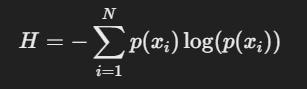 H = − ∑_{i=1}^{N} p(x_i) log(p(x_i))